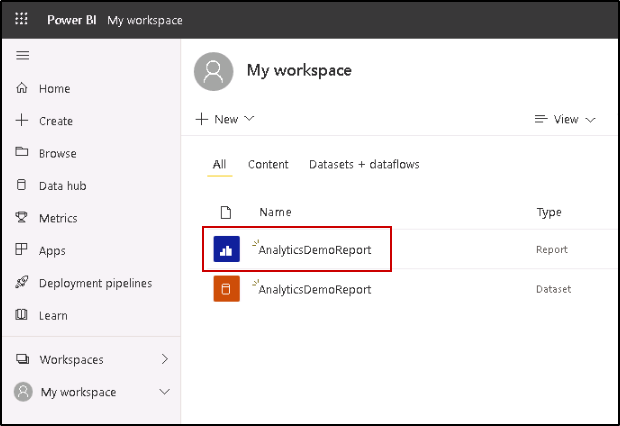 Power BI My workspace
Home
Create
Browse
Data hub
Metrics
Apps
Deployment pipelines
Learn
Workspaces
My workspace
My workspace
New
View
All Content Datasets + dataflows
Name Type
AnalyticsDemoReport Report
AnalyticsDemoReport Dataset